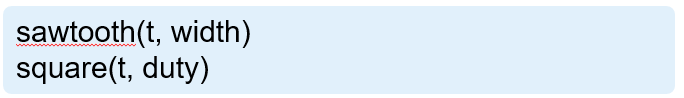 sawtooth(t, width)
square(t, duty)